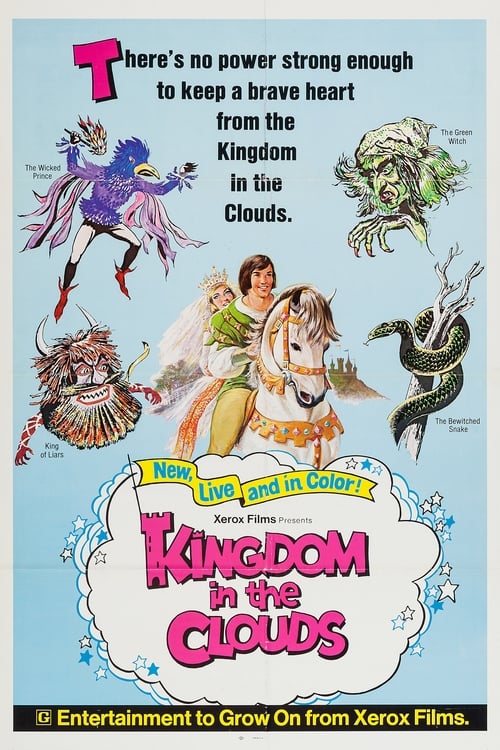 There's no power strong enough
to keep a brave heart
from the
Kingdom
in the
Clouds.
The Wicked
Prince
The Green
Witch
King
of Liars
The Bewitched
Snake
New, Live and in Color!
Xerox Films Presents
KINGDOM
in the
CLOUDS
G Entertainment to Grow On from Xerox Films.